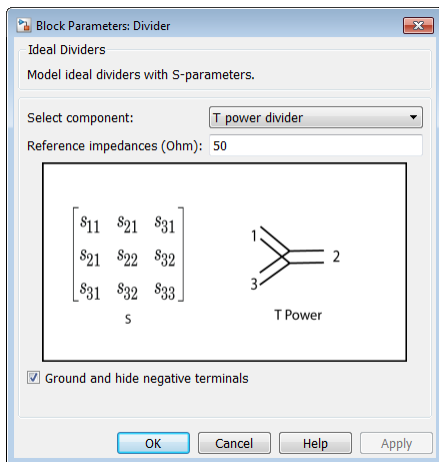 Block Parameters: Divider
Ideal Dividers
Model ideal dividers with S-parameters.
Select component: T power divider
Reference impedances (Ohm): 50
s11 s21 s31
s21 s22 s32
s31 s32 s33
S
1
2
3
T Power
Ground and hide negative terminals
OK Cancel Help Apply